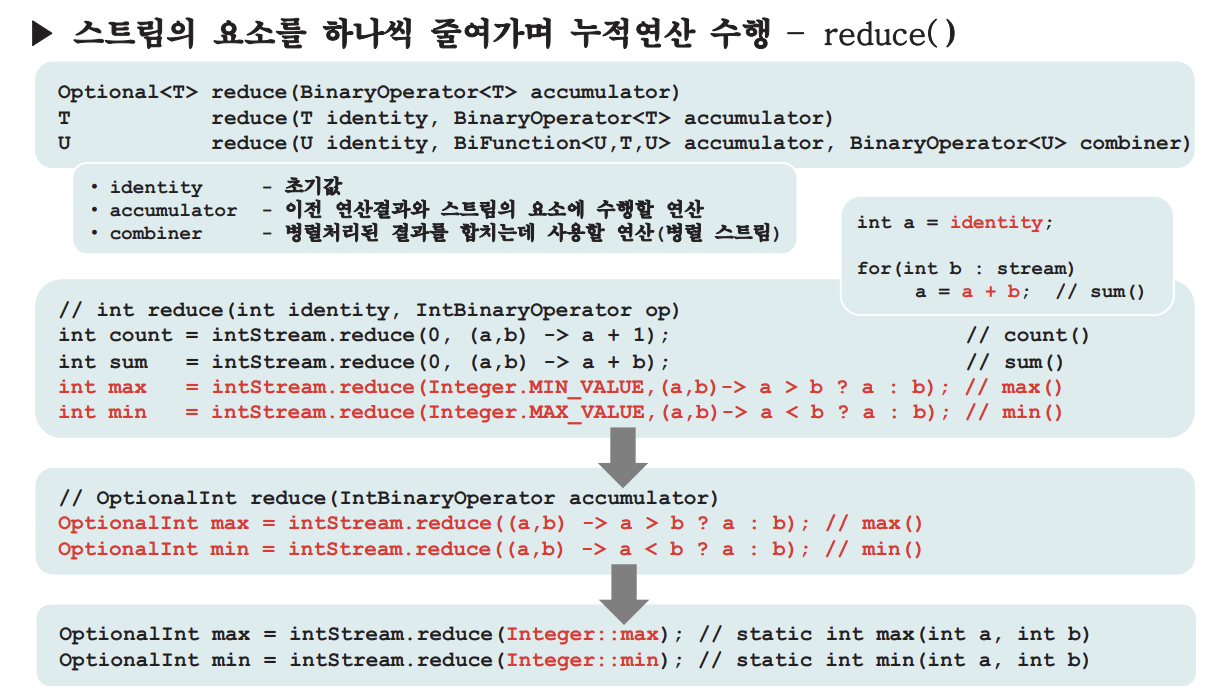 ▶ 스트림의 요소를 하나씩 줄여가며 누적연산 수행 – reduce()
Optional<T> reduce(BinaryOperator<T> accumulator)
T           reduce(T identity, BinaryOperator<T> accumulator)
U           reduce(U identity, BiFunction<U,T,U> accumulator, BinaryOperator<U> combiner)
• identity    - 초기값
• accumulator - 이전 연산결과와 스트림의 요소에 수행할 연산
• combiner    - 병렬처리된 결과를 합치는데 사용할 연산(병렬 스트림)
int a = identity;
for(int b : stream)
a = a + b;  // sum()
// int reduce(int identity, IntBinaryOperator op)
int count = intStream.reduce(0, (a,b) -> a + 1);                       // count()
int sum   = intStream.reduce(0, (a,b) -> a + b);                       // sum()
int max   = intStream.reduce(Integer.MIN_VALUE,(a,b)-> a > b ? a : b); // max()
int min   = intStream.reduce(Integer.MAX_VALUE,(a,b)-> a < b ? a : b); // min()
// OptionalInt reduce(IntBinaryOperator accumulator)
OptionalInt max = intStream.reduce((a,b) -> a > b ? a : b); // max()
OptionalInt min = intStream.reduce((a,b) -> a < b ? a : b); // min()
OptionalInt max = intStream.reduce(Integer::max); // static int max(int a, int b)
OptionalInt min = intStream.reduce(Integer::min); // static int min(int a, int b)